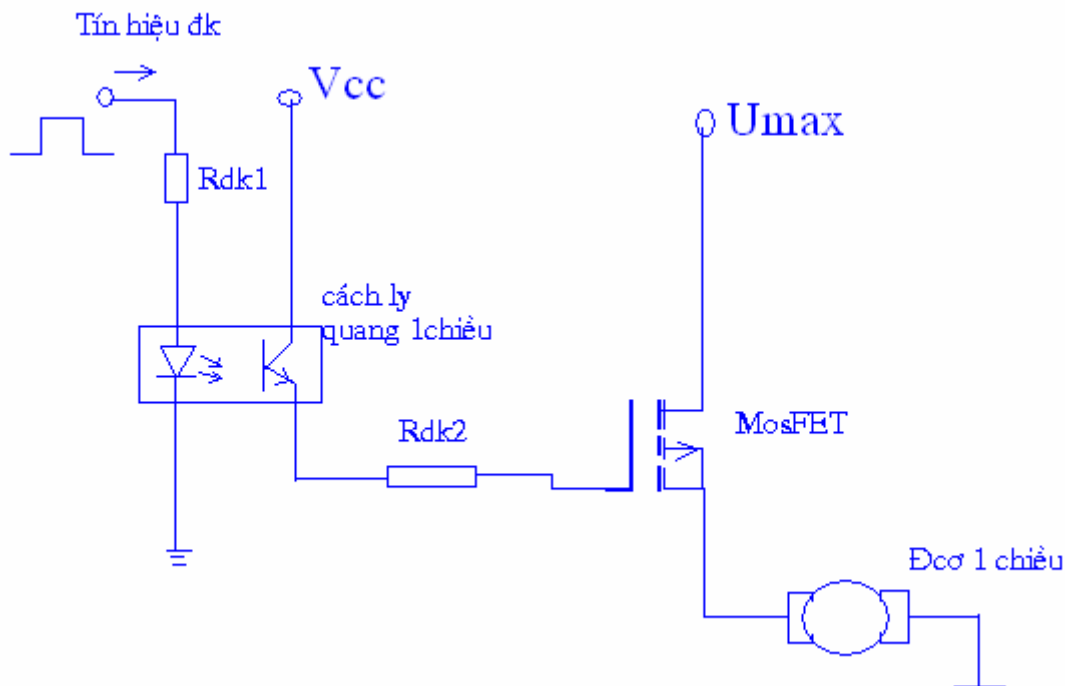 Tín hiệu đk
Vcc
Umax
Rdk1
cách ly
quang 1chiều
Rdk2
MosFET
Đcơ 1 chiều